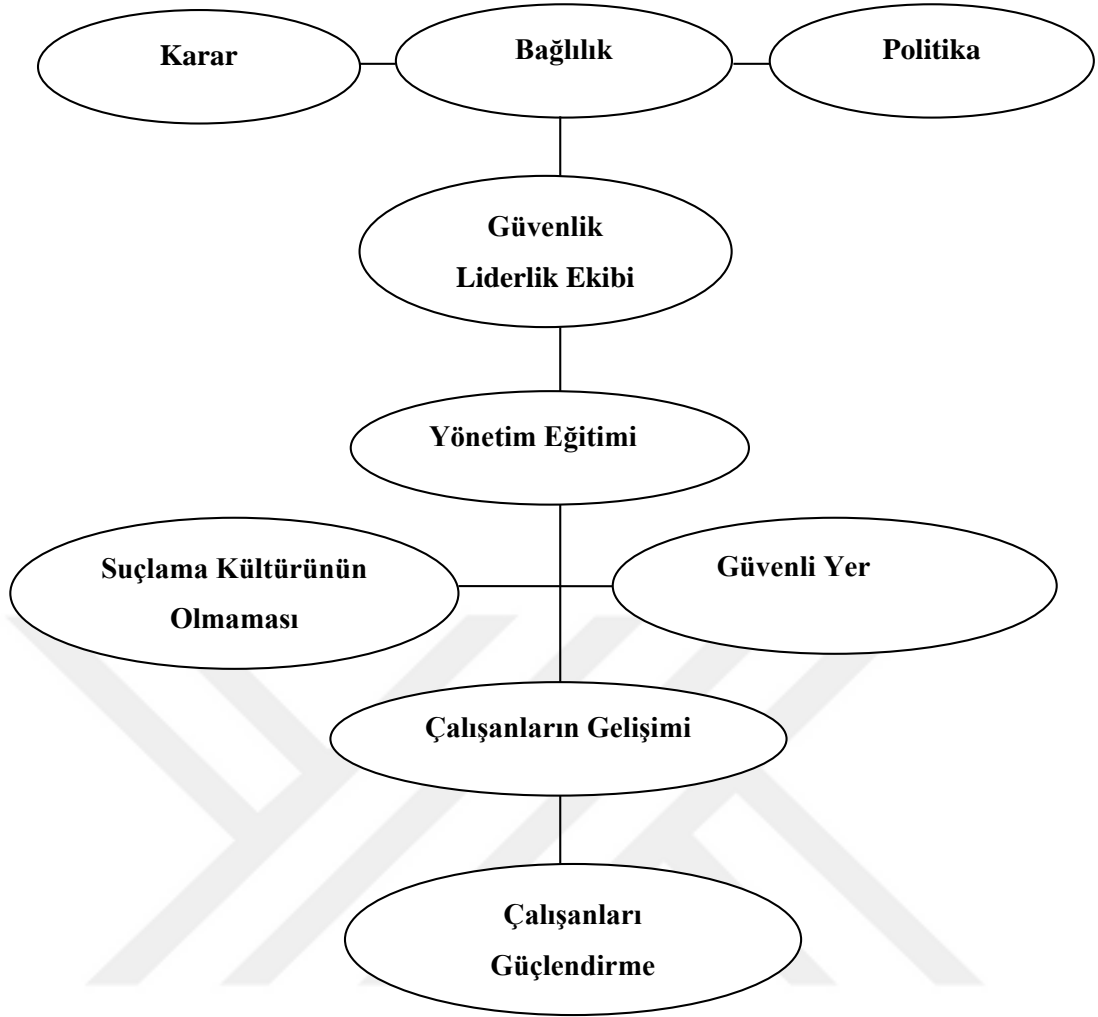 Karar
Bağlılık
Politika
Güvenlik
Liderlik Ekibi
Yönetim Eğitimi
Suçlama Kültürünün
Olmaması
Güvenli Yer
Çalışanların Gelişimi
Çalışanları
Güçlendirme